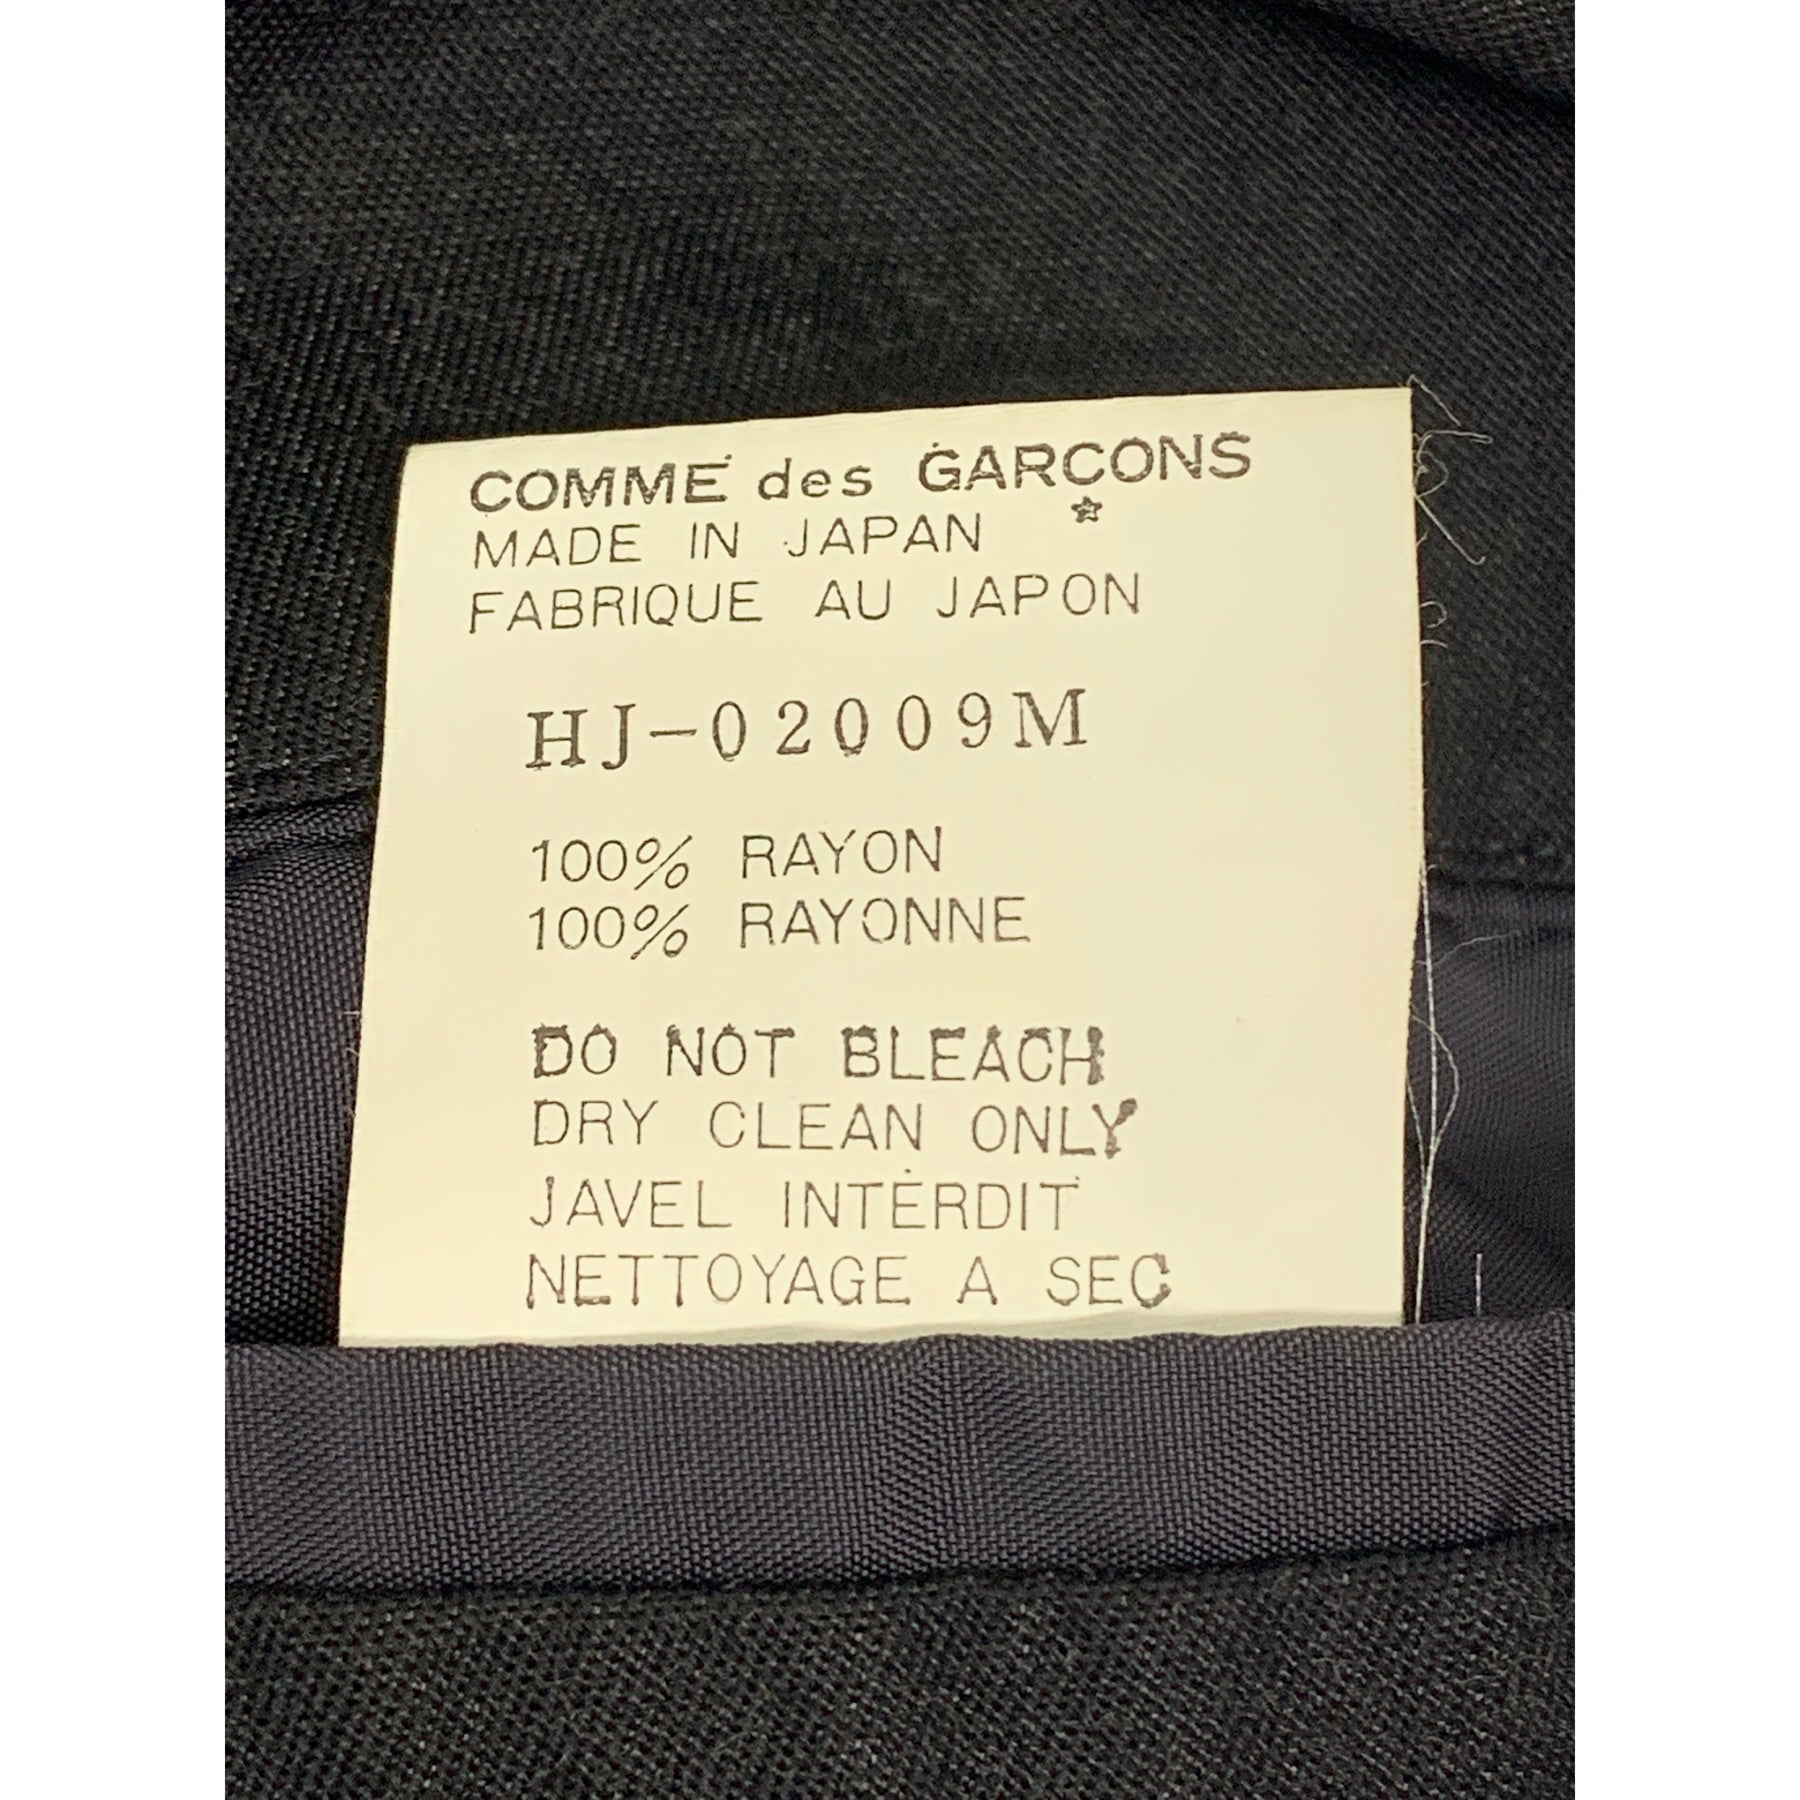 COMME des GARCONS
MADE IN JAPAN
FABRIQUE AU JAPON
HJ-02009M
100% RAYON
100% RAYONNE
DO NOT BLEACH
DRY CLEAN ONLY
JAVEL INTERDIT
NETTOYAGE A SEC